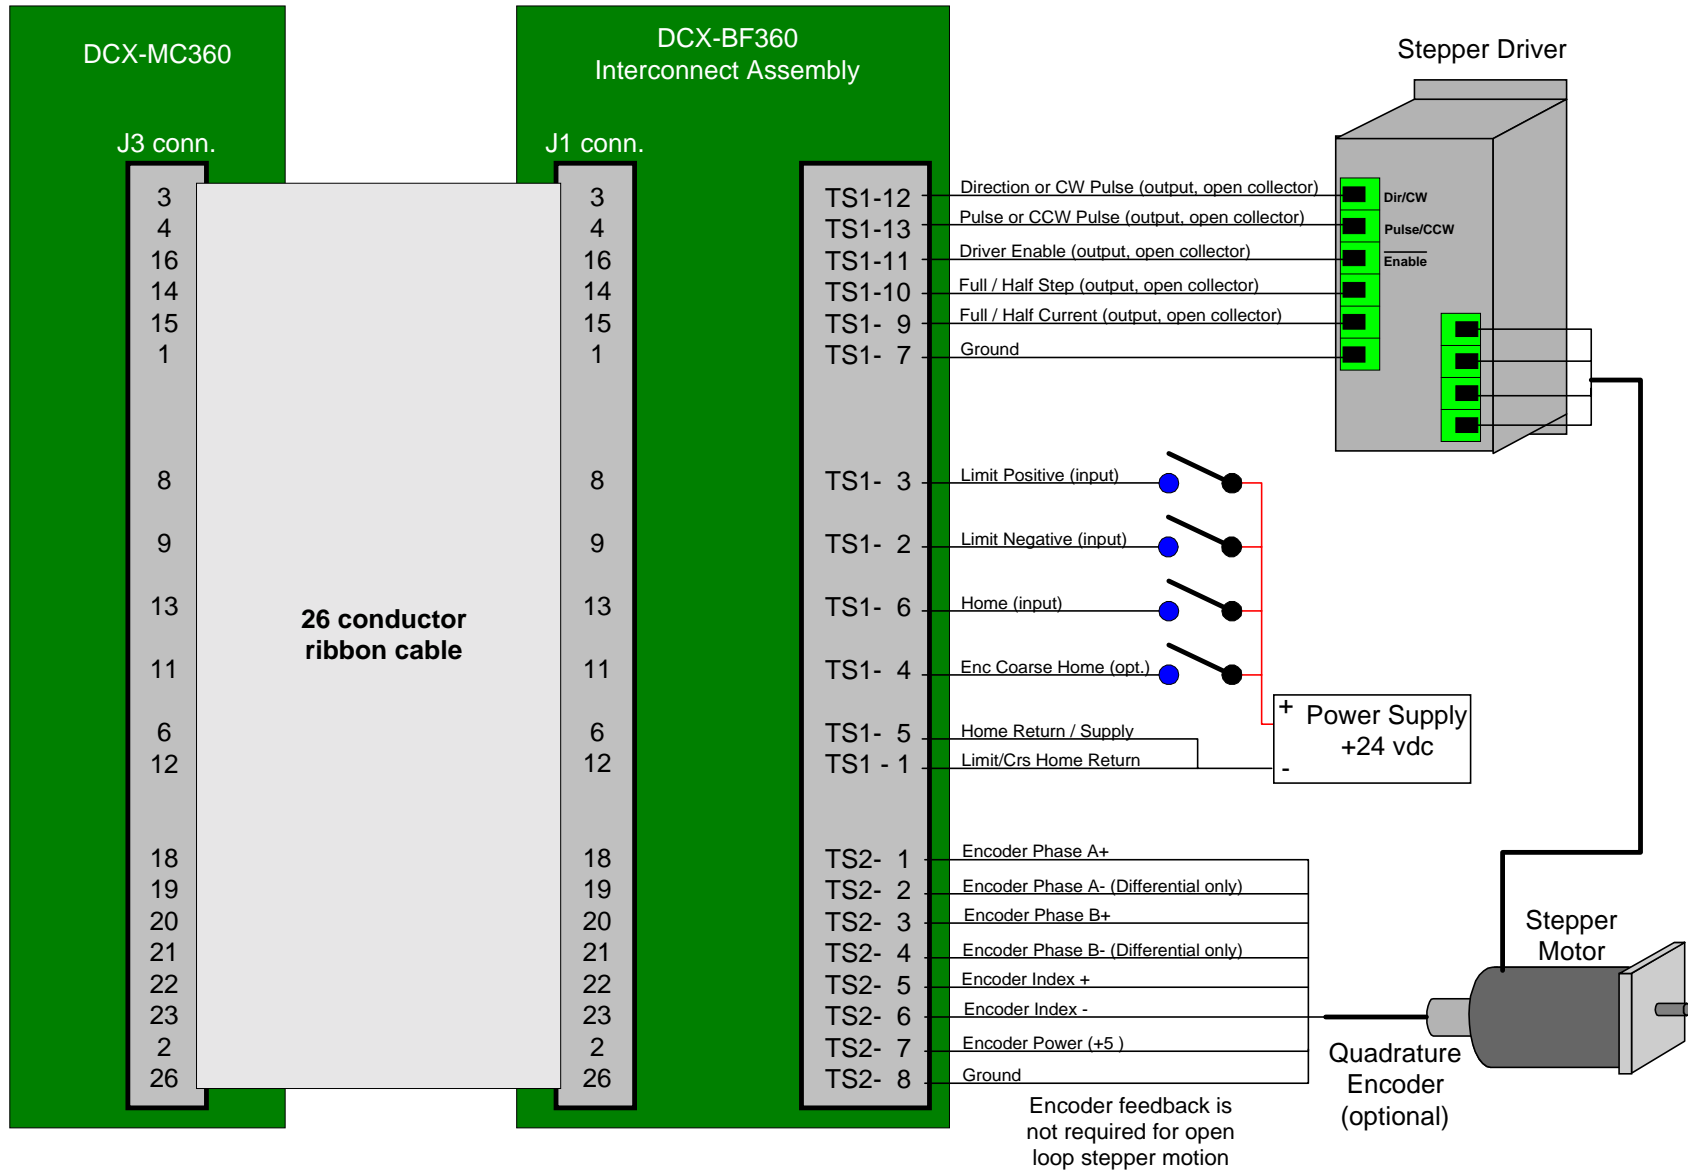 DCX-MC360
DCX-BF360
Interconnect Assembly
Stepper Driver
J3 conn.
J1 conn.
3 3 TS1-12 Direction or CW Pulse (output, open collector) Dir/CW
4 4 TS1-13 Pulse or CCW Pulse (output, open collector) Pulse/CCW
16 16 TS1-11 Driver Enable (output, open collector) Enable
14 14 TS1-10 Full / Half Step (output, open collector)
15 15 TS1- 9 Full / Half Current (output, open collector)
1 1 TS1- 7 Ground
8 8 TS1- 3 Limit Positive (input)
9 9 TS1- 2 Limit Negative (input)
13 13 TS1- 6 Home (input)
26 conductor
ribbon cable
11 11 TS1- 4 Enc Coarse Home (opt.)
6 6 TS1- 5 Home Return / Supply
12 12 TS1 - 1 Limit/Crs Home Return
+ Power Supply
+24 vdc
-
18 18 TS2- 1 Encoder Phase A+
19 19 TS2- 2 Encoder Phase A- (Differential only)
20 20 TS2- 3 Encoder Phase B+
21 21 TS2- 4 Encoder Phase B- (Differential only)
22 22 TS2- 5 Encoder Index +
23 23 TS2- 6 Encoder Index -
2 2 TS2- 7 Encoder Power (+5 )
26 26 TS2- 8 Ground
Stepper
Motor
Quadrature
Encoder
(optional)
Encoder feedback is
not required for open
loop stepper motion